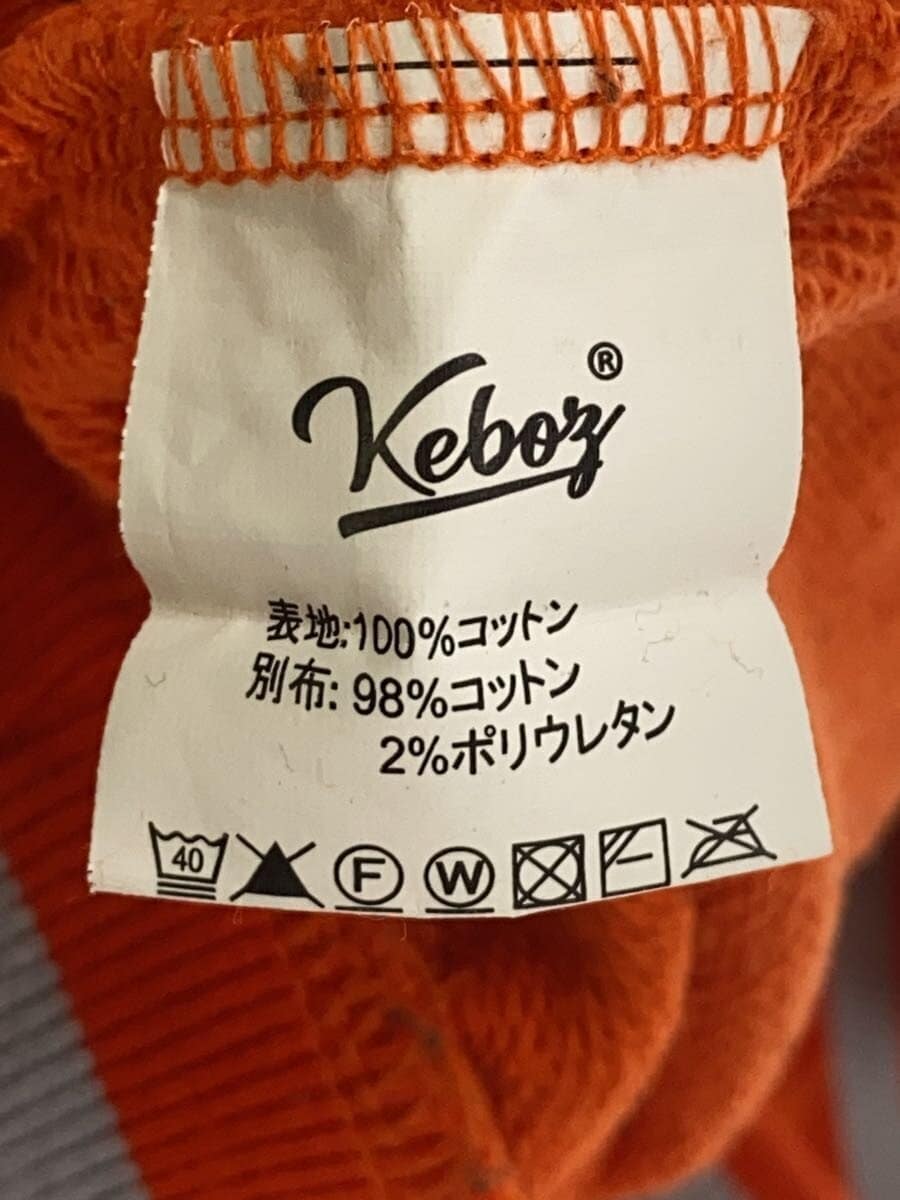 Keboz®
表地:100%コットン
別布: 98%コットン
2%ポリウレタン
40 F W